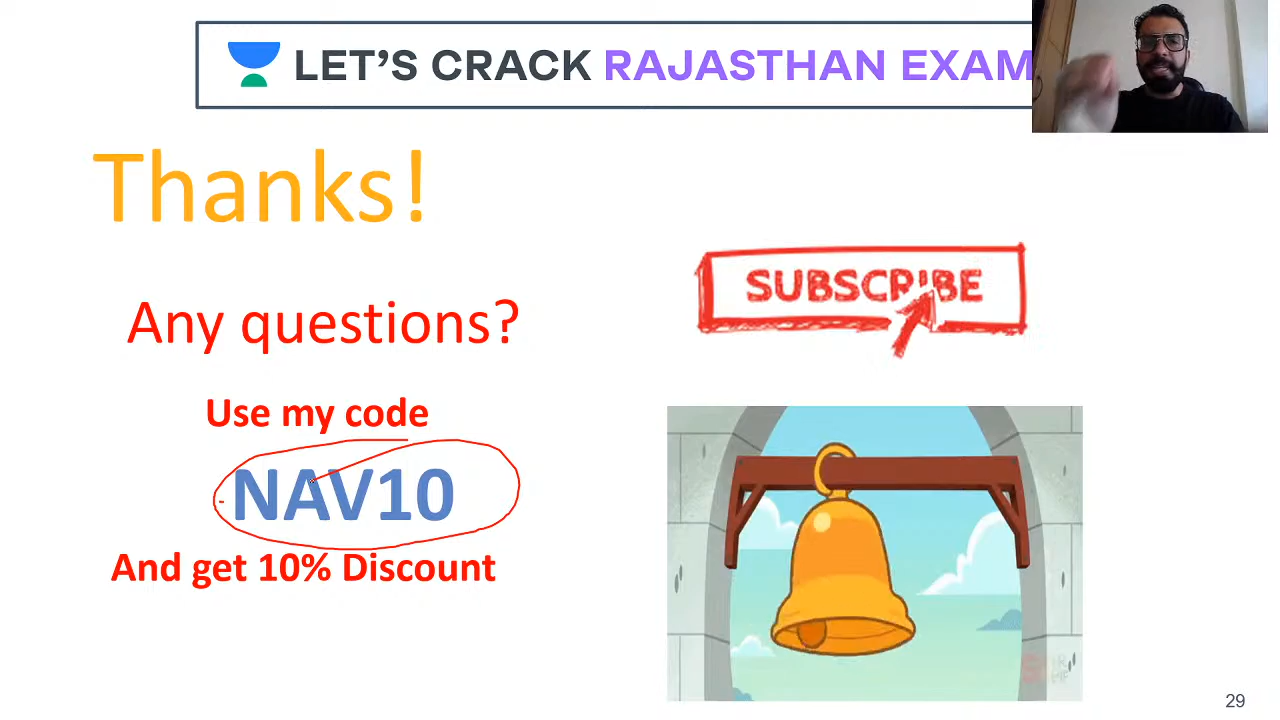 LET'S CRACK RAJASTHAN EXAM
Thanks!
SUBSCRIBE
Any questions?
Use my code
NAV10
And get 10% Discount
29